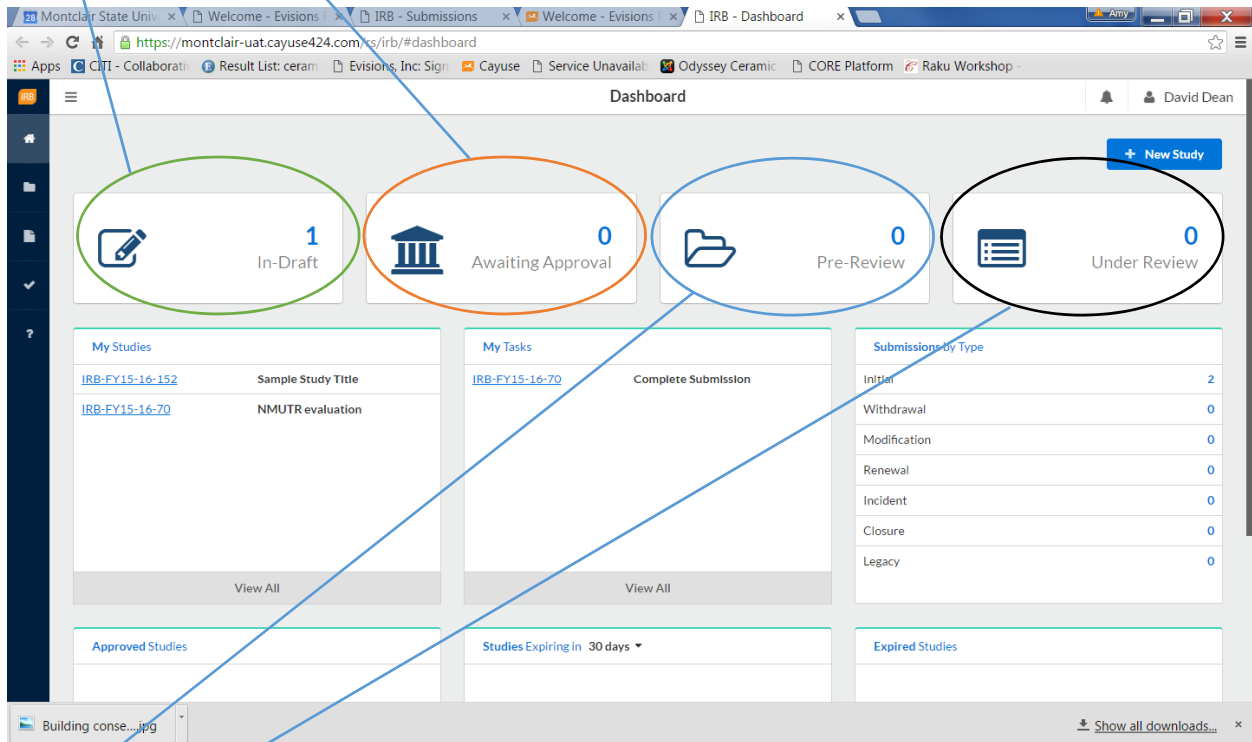 28 Montclair State Univ Welcome - Evisions IRB - Submissions Welcome - Evisions IRB - Dashboard Amy
https://montclair-uat.cayuse424.com/rs/irb/#dashboard
Apps CITI - Collaborativ Result List: ceram Evisions, Inc: Sign Cayuse Service Unavailab Odyssey Ceramic CORE Platform Raku Workshop -
IRB Dashboard David Dean
+ New Study
1 0 0 0
In-Draft Awaiting Approval Pre-Review Under Review
?
My Studies My Tasks Submissions by Type
IRB-FY15-16-152 Sample Study Title IRB-FY15-16-70 Complete Submission Initial 2
IRB-FY15-16-70 NMUTR evaluation Withdrawal 0
Modification 0
Renewal 0
Incident 0
Closure 0
Legacy 0
View All View All
Approved Studies Studies Expiring in 30 days Expired Studies
Building conse....jpg Show all downloads...